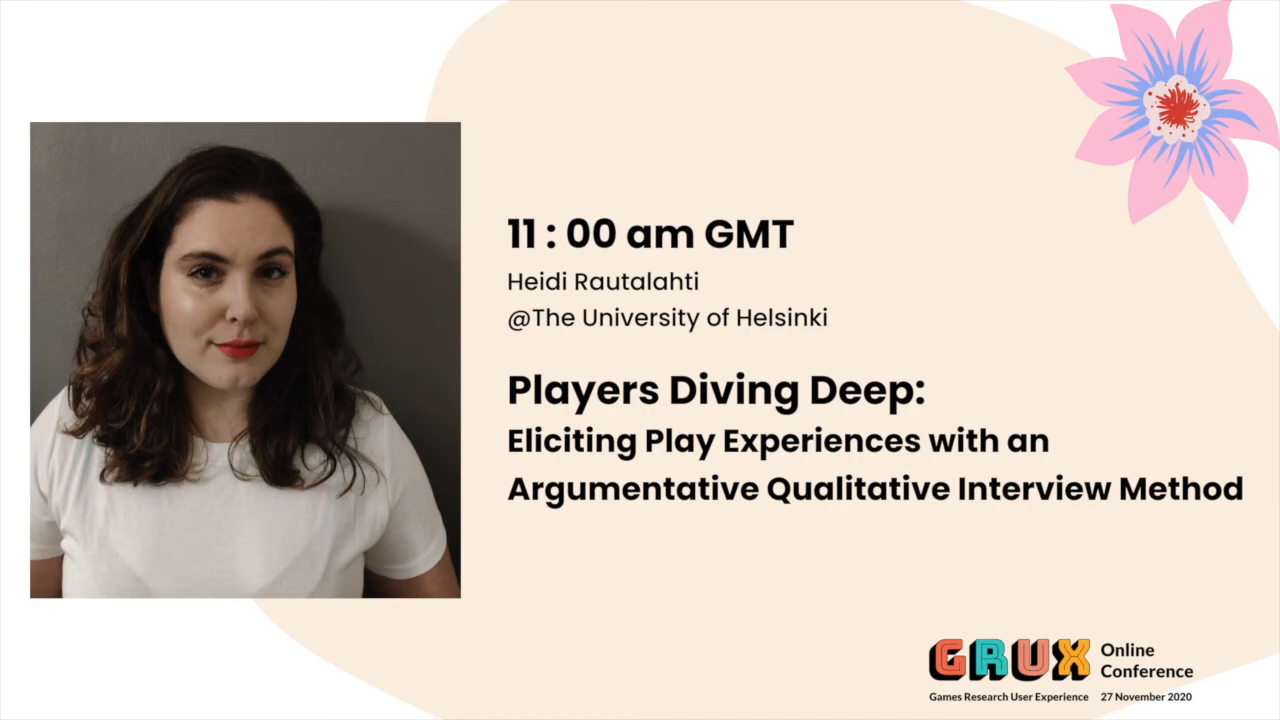 11 : 00 am GMT
Heidi Rautalahti
@The University of Helsinki
Players Diving Deep:
Eliciting Play Experiences with an
Argumentative Qualitative Interview Method
GRUX
Online
Conference
Games Research User Experience
27 November 2020